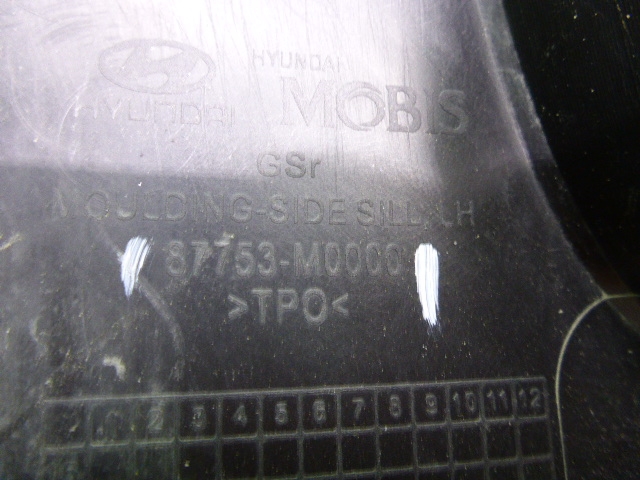 HYUNDAI
HYUNDAI
MOBIS
GSr
MOULDING-SIDE SILL LH
87753-M0000
>TPO<
2 3 4 5 6 7 8 9 10 11 12